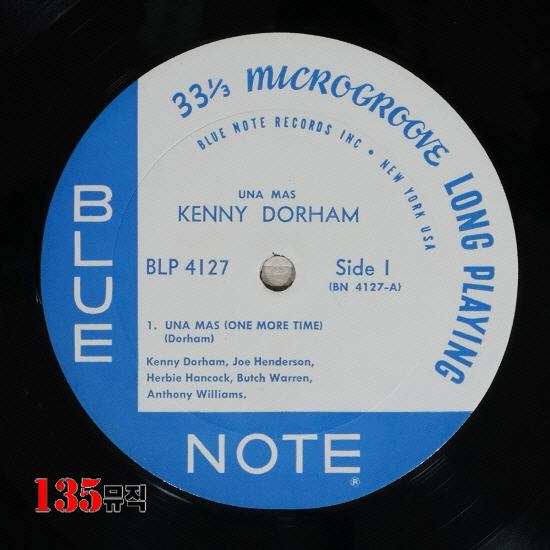 33⅓ MICROGROOVE LONG PLAYING
BLUE NOTE RECORDS INC • NEW YORK USA
UNA MAS
KENNY DORHAM
BLP 4127
Side 1
(BN 4127-A)
1. UNA MAS (ONE MORE TIME)
(Dorham)
Kenny Dorham, Joe Henderson,
Herbie Hancock, Butch Warren,
Anthony Williams.
BLUE
NOTE
®
135뮤직